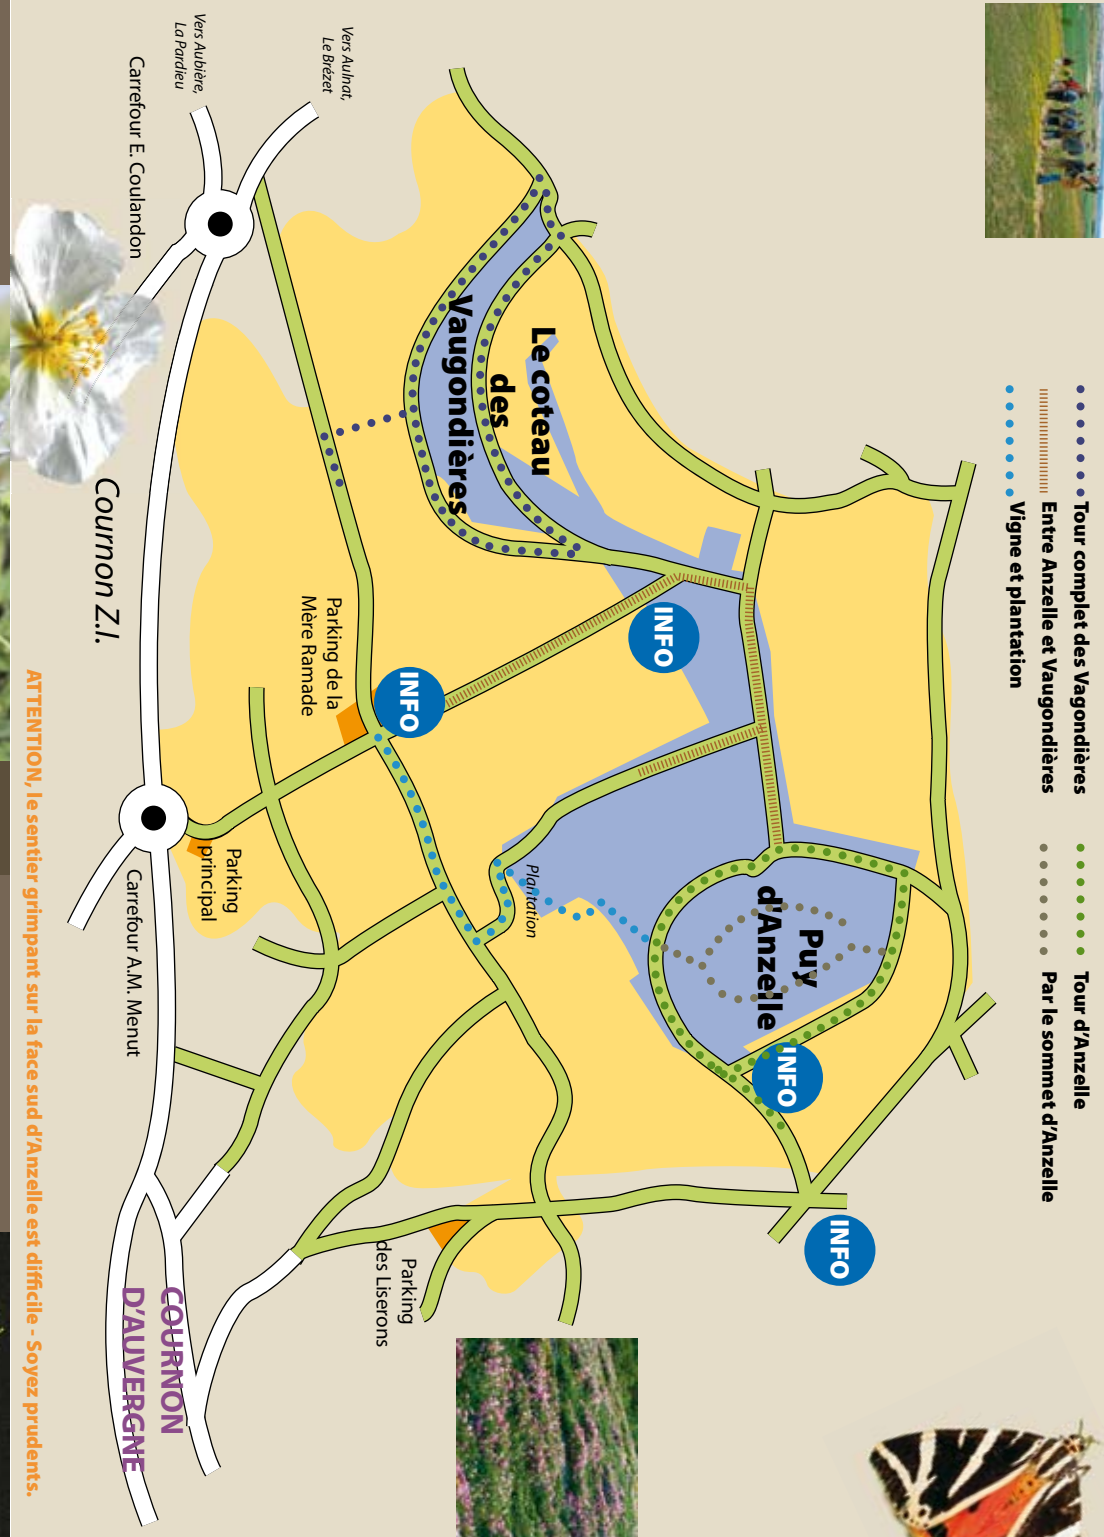 Tour complet des Vagondières
Entre Anzelle et Vaugondières
Vigne et plantation
Tour d'Anzelle
Par le sommet d'Anzelle
Vers Aulnat,
Le Brézet
Vers Aubière,
La Pardieu
Carrefour E. Coulandon
Le coteau
des
Vaugondières
INFO
INFO
Puy
d'Anzelle
INFO
INFO
Plantation
Parking de la
Mère Ramade
Cournon Z.I.
Parking
principal
Carrefour A.M. Menut
Parking
des Liserons
COURNON
D'AUVERGNE
ATTENTION, le sentier grimpant sur la face sud d'Anzelle est difficile - Soyez prudents.